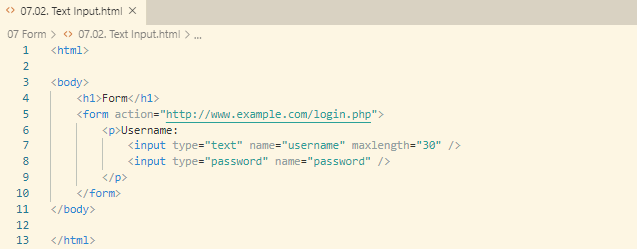 <> 07.02. Text Input.html ×
07 Form > <> 07.02. Text Input.html > ...
1 <html>
2
3 <body>
4     <h1>Form</h1>
5     <form action="http://www.example.com/login.php">
6         <p>Username:
7             <input type="text" name="username" maxlength="30" />
8             <input type="password" name="password" />
9         </p>
10     </form>
11 </body>
12
13 </html>